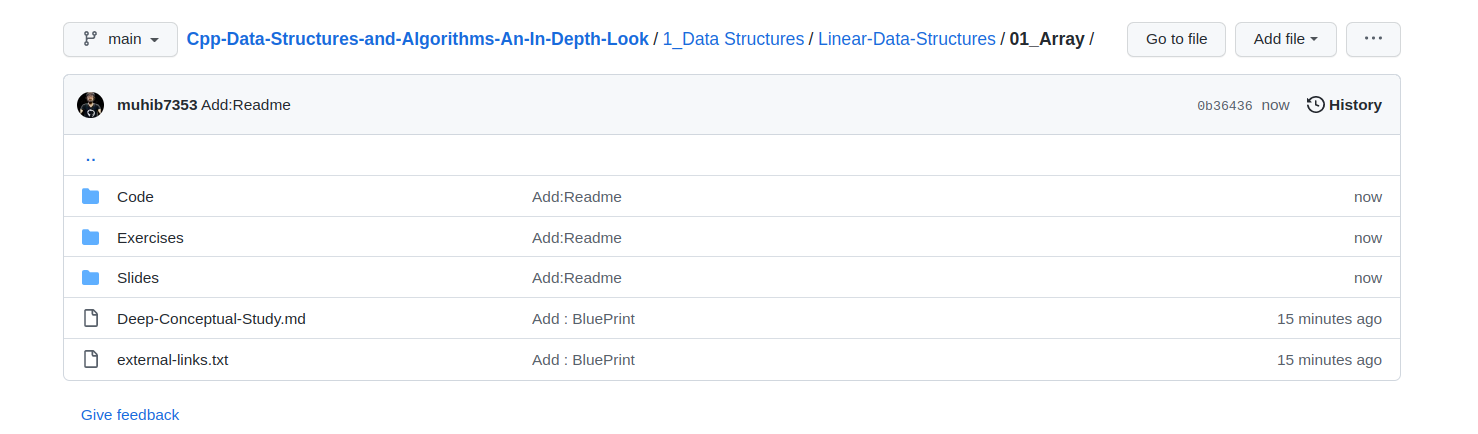 main Cpp-Data-Structures-and-Algorithms-An-In-Depth-Look / 1_Data Structures / Linear-Data-Structures / 01_Array / Go to file Add file ...
muhib7353 Add:Readme 0b36436 now History
..
Code Add:Readme now
Exercises Add:Readme now
Slides Add:Readme now
Deep-Conceptual-Study.md Add : BluePrint 15 minutes ago
external-links.txt Add : BluePrint 15 minutes ago
Give feedback